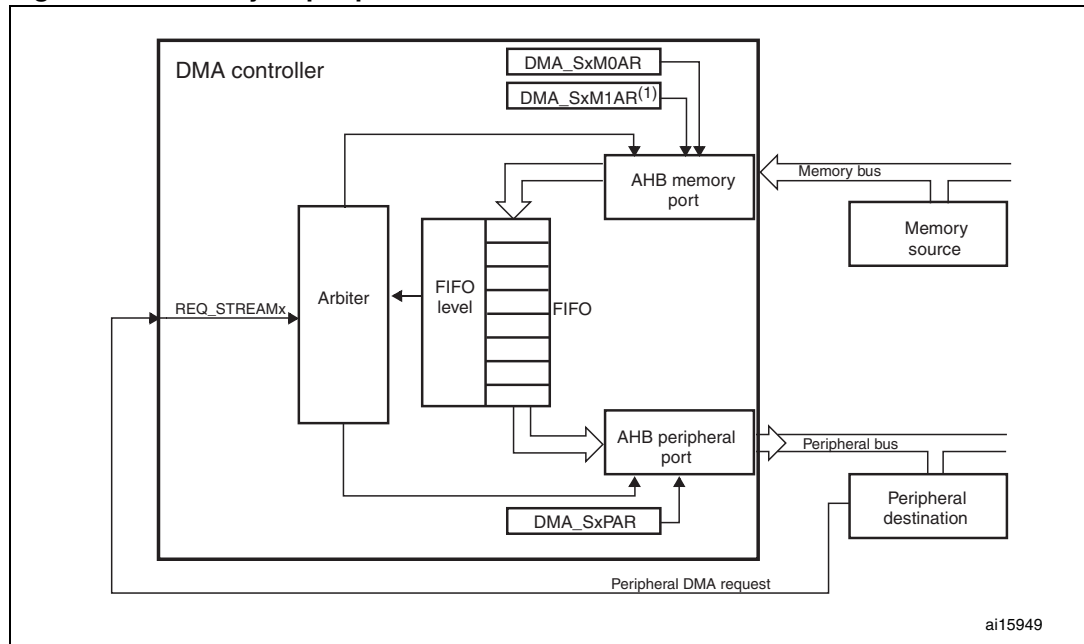 DMA controller
DMA_SxM0AR
DMA_SxM1AR(1)
AHB memory
port
Memory bus
Memory
source
Arbiter
FIFO
level
FIFO
REQ_STREAMx
AHB peripheral
port
Peripheral bus
DMA_SxPAR
Peripheral
destination
Peripheral DMA request
ai15949